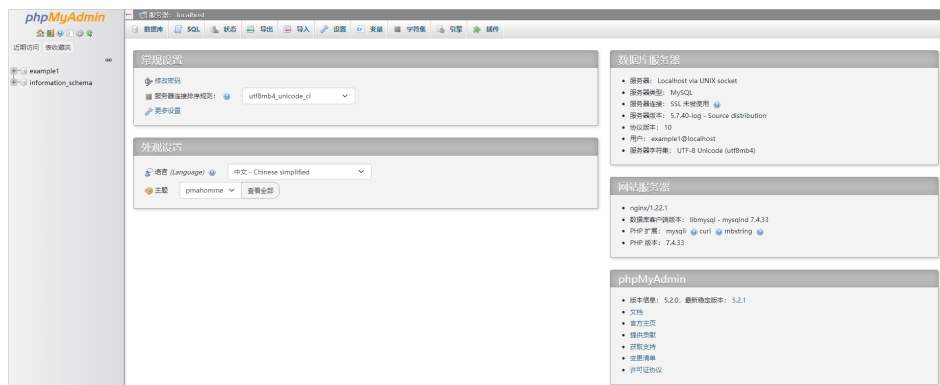 phpMyAdmin
近期访问 表收藏夹
example1
information_schema
服务器: localhost
数据库 SQL 状态 导出 导入 设置 变量 字符集 引擎 插件
常规设置
修改密码
服务器连接排序规则: utf8mb4_unicode_ci
更多设置
外观设置
语言 (Language) 中文 - Chinese simplified
主题 pmahomme 查看全部
数据库服务器
服务器: Localhost via UNIX socket
服务器类型: MySQL
服务器连接: SSL 未被使用
服务器版本: 5.7.40-log - Source distribution
协议版本: 10
用户: example1@localhost
服务器字符集: UTF-8 Unicode (utf8mb4)
网站服务器
nginx/1.22.1
数据库客户端版本: libmysql - mysqlnd 7.4.33
PHP 扩展: mysqli curl mbstring
PHP 版本: 7.4.33
phpMyAdmin
版本信息: 5.2.0, 最新稳定版本: 5.2.1
文档
官方主页
提供贡献
获取支持
变更清单
许可证协议